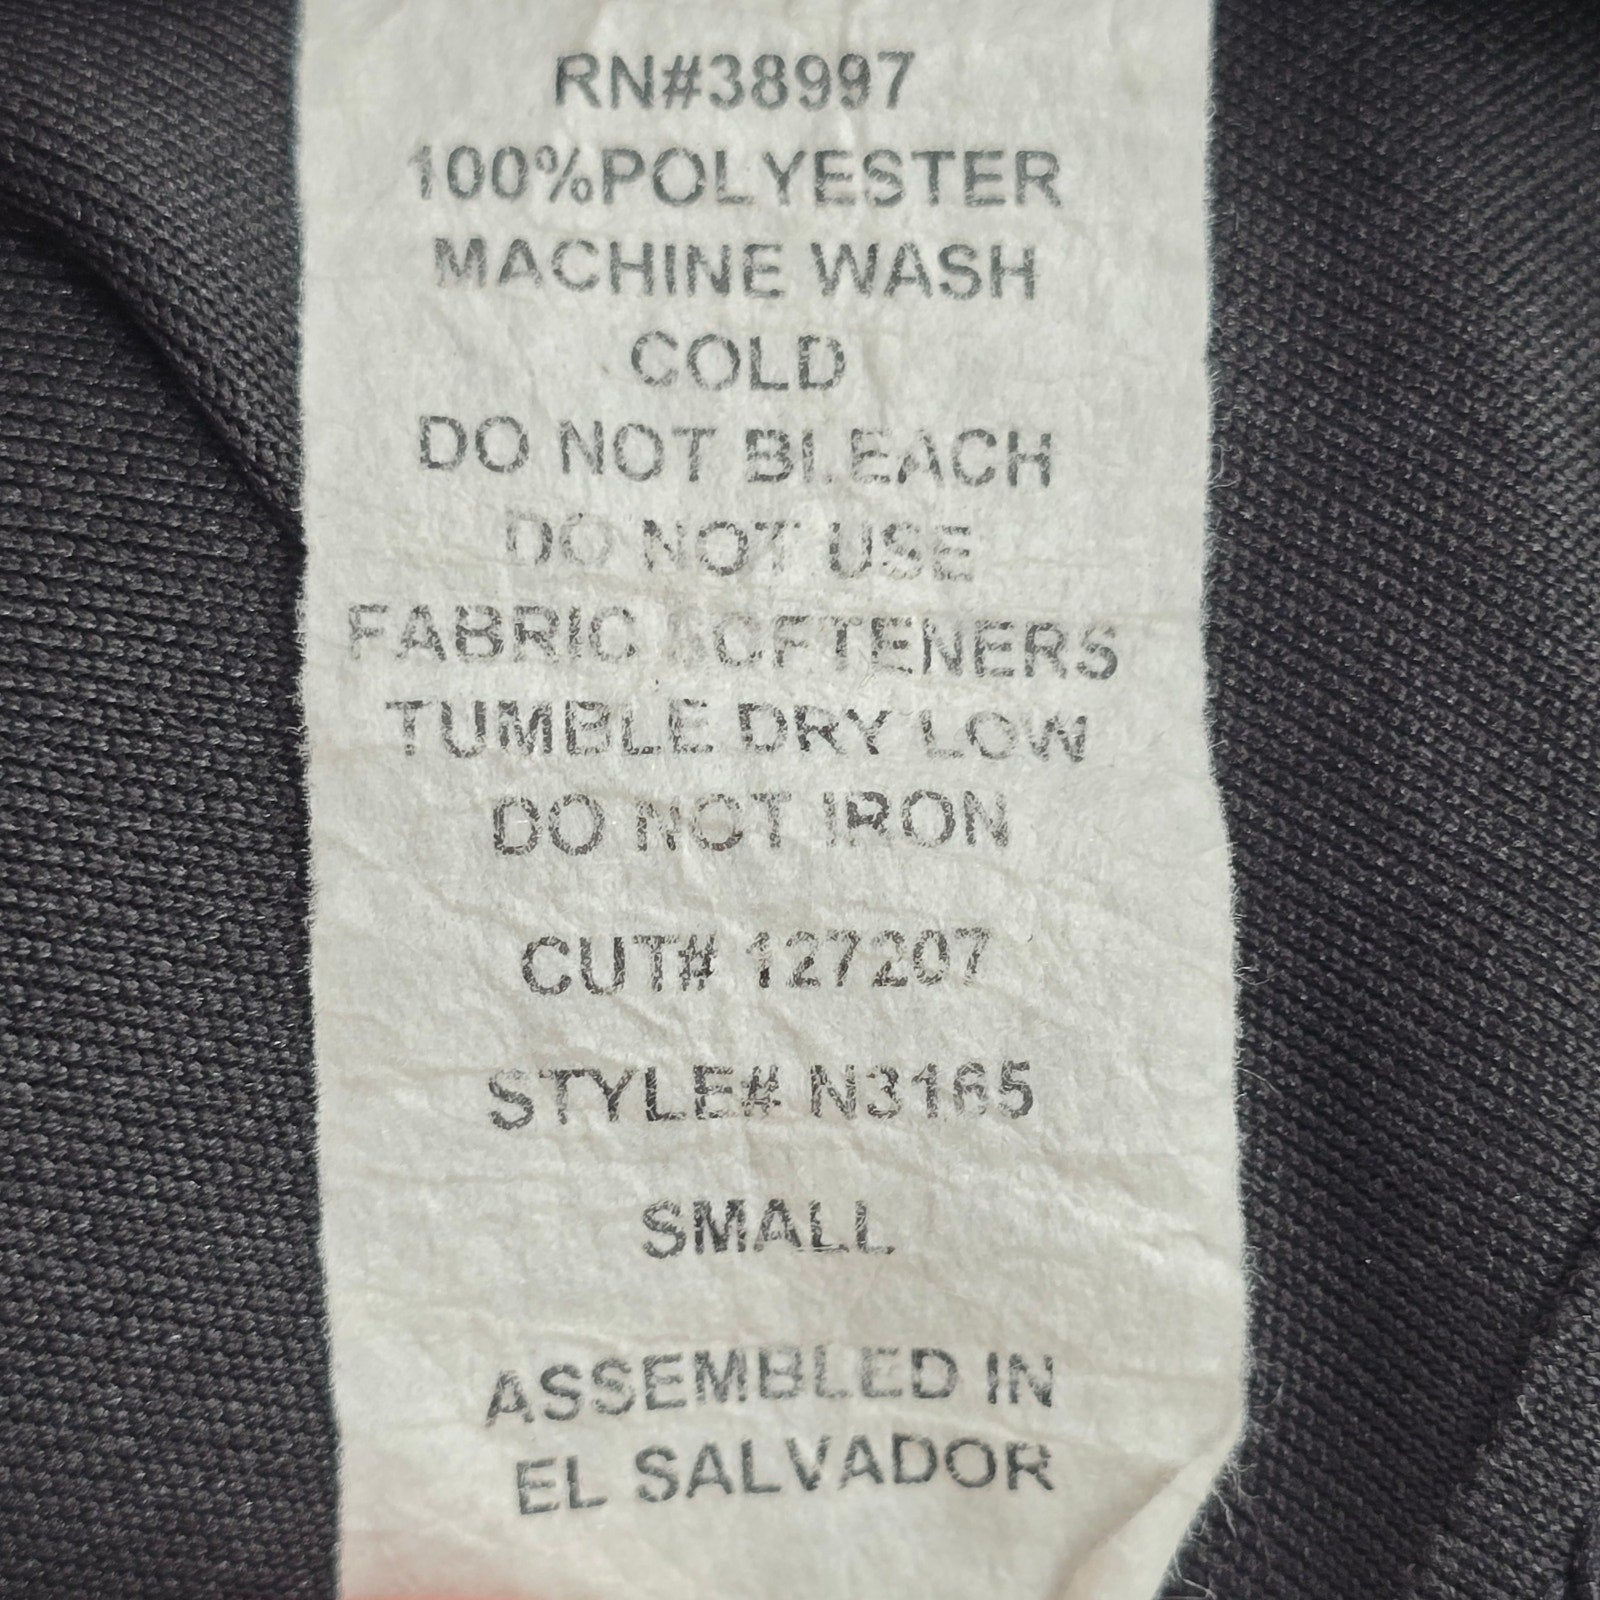 RN#38997
100%POLYESTER
MACHINE WASH
COLD
DO NOT BLEACH
DO NOT USE
FABRIC SOFTENERS
TUMBLE DRY LOW
DO NOT IRON
CUT# 127207
STYLE# N3165
SMALL
ASSEMBLED IN
EL SALVADOR